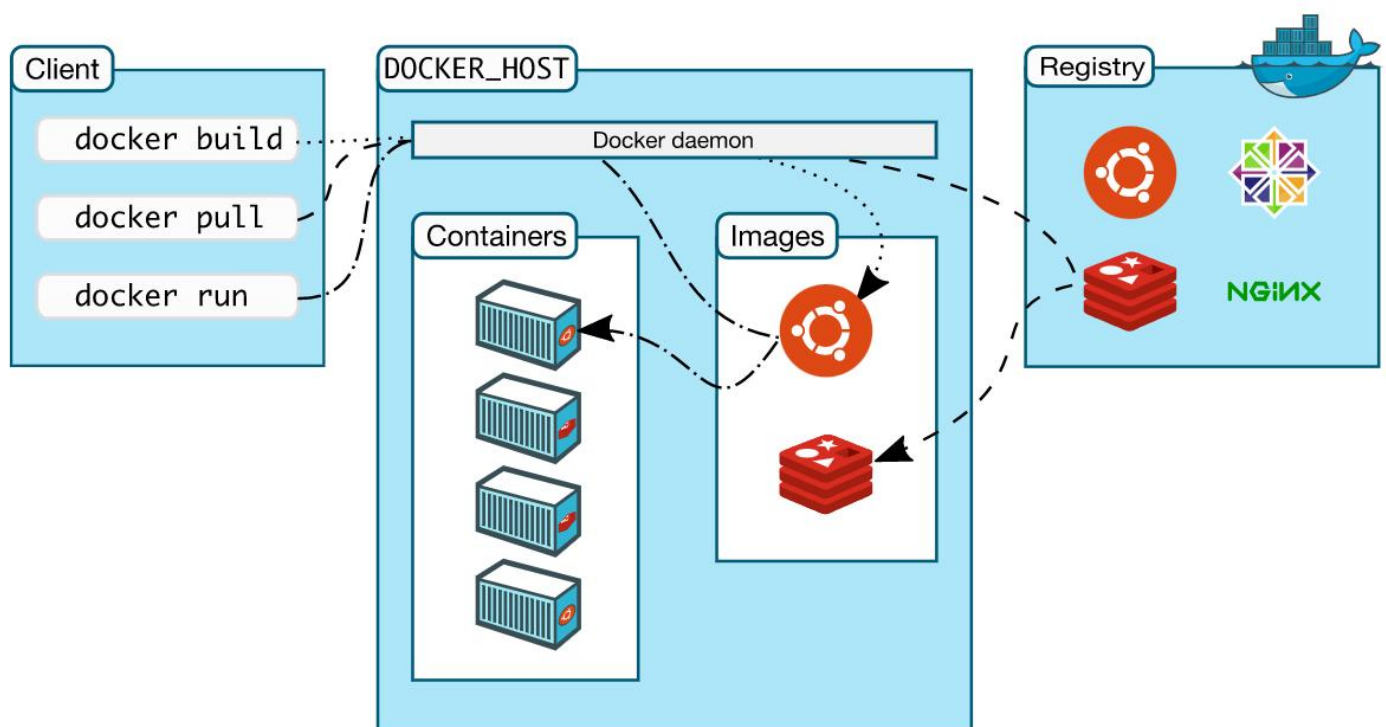 Client
docker build
docker pull
docker run
DOCKER_HOST
Docker daemon
Containers
Images
Registry
NGiNX